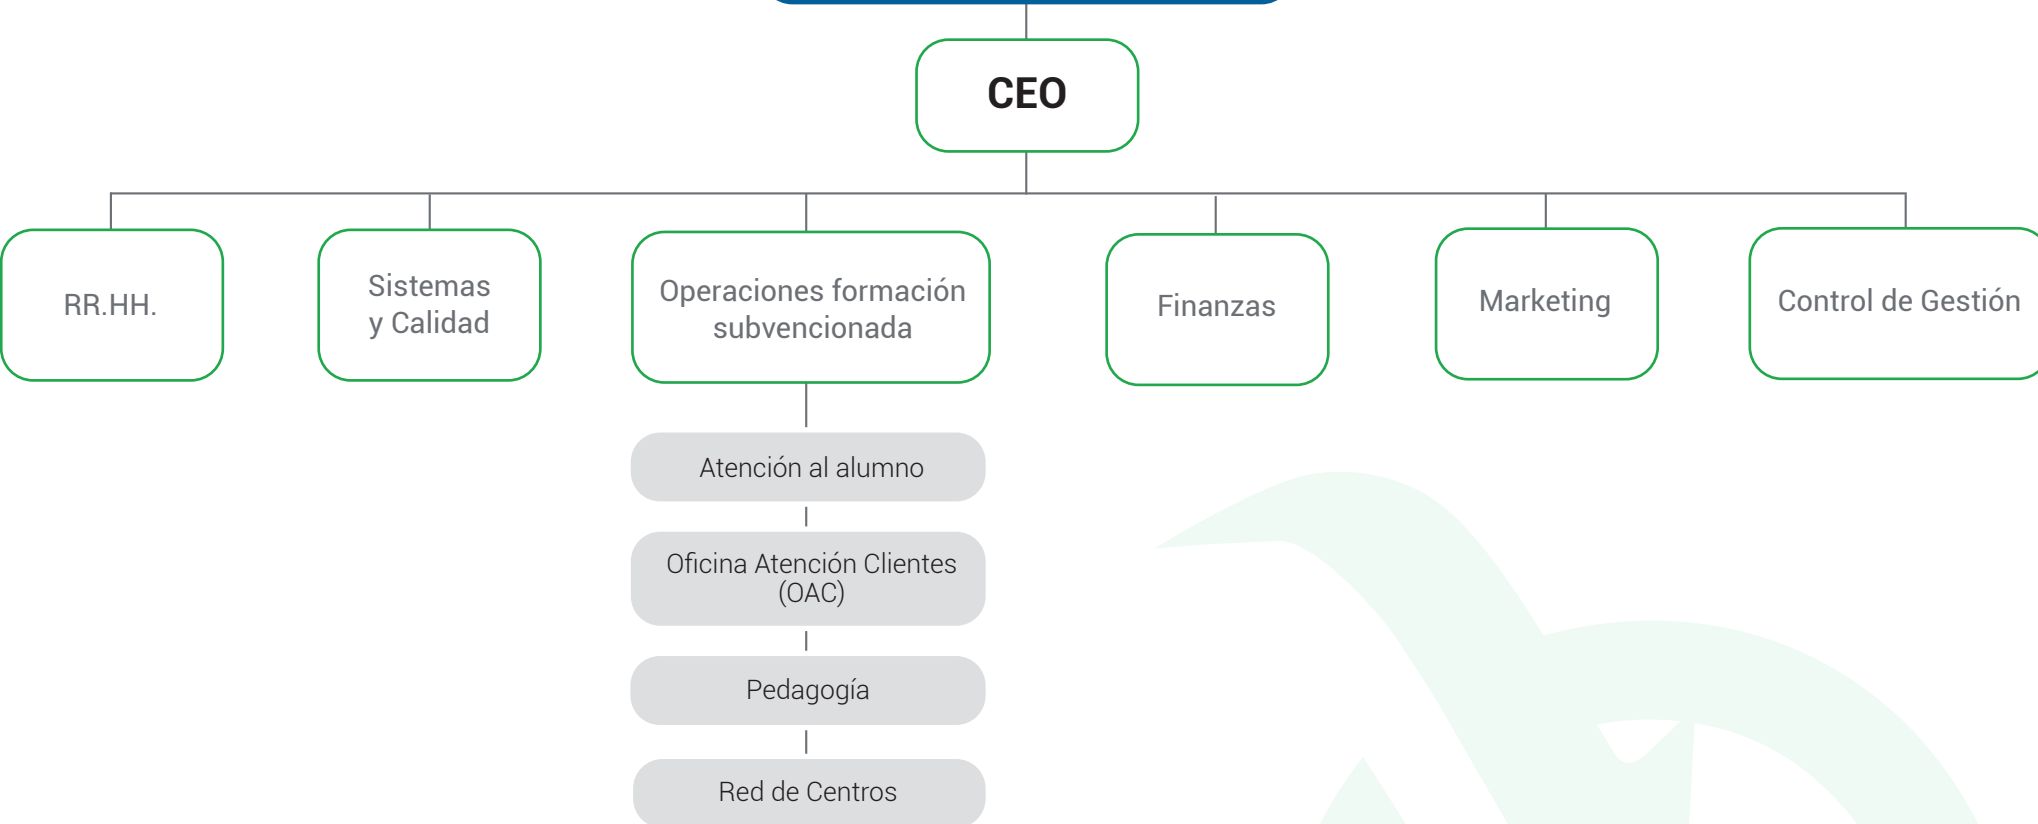 CEO
RR.HH.
Sistemas
y Calidad
Operaciones formación
subvencionada
Finanzas
Marketing
Control de Gestión
Atención al alumno
Oficina Atención Clientes
(OAC)
Pedagogía
Red de Centros